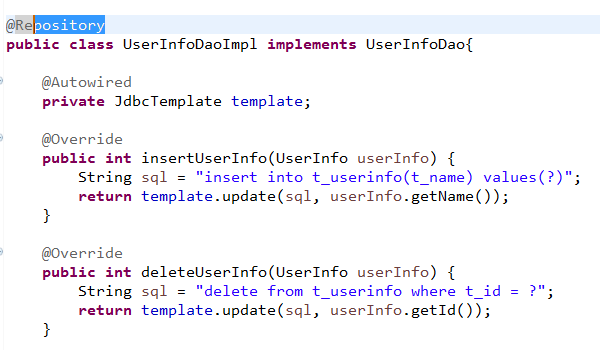 @Repository
public class UserInfoDaoImpl implements UserInfoDao{
@Autowired
private JdbcTemplate template;
@Override
public int insertUserInfo(UserInfo userInfo) {
String sql = "insert into t_userinfo(t_name) values(?)";
return template.update(sql, userInfo.getName());
}
@Override
public int deleteUserInfo(UserInfo userInfo) {
String sql = "delete from t_userinfo where t_id = ?";
return template.update(sql, userInfo.getId());
}